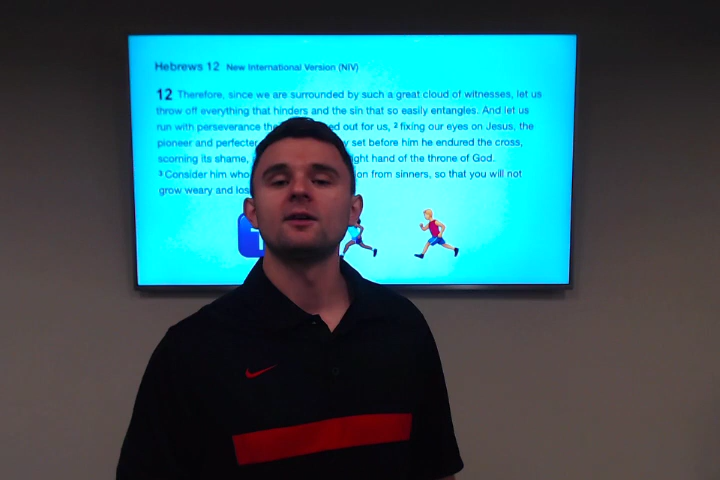 Hebrews 12 New International Version (NIV)
12 Therefore, since we are surrounded by such a great cloud of witnesses, let us
throw off everything that hinders and the sin that so easily entangles. And let us
run with perseverance the ed out for us, 2 fixing our eyes on Jesus, the
pioneer and perfecter y set before him he endured the cross,
scorning its shame, ight hand of the throne of God.
3 Consider him who ion from sinners, so that you will not
grow weary and los